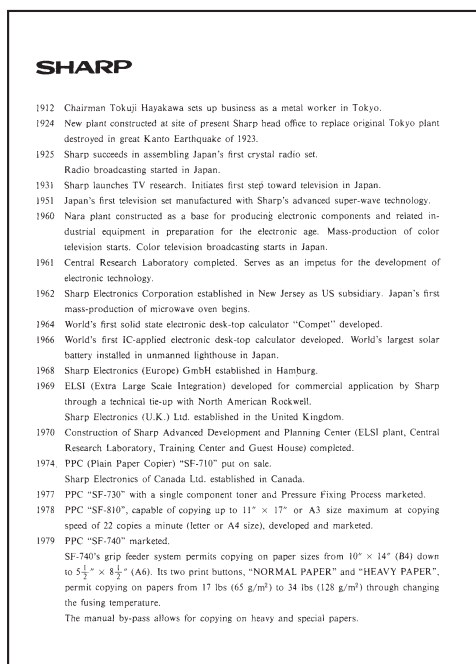 SHARP
1912 Chairman Tokuji Hayakawa sets up business as a metal worker in Tokyo.
1924 New plant constructed at site of present Sharp head office to replace original Tokyo plant
destroyed in great Kanto Earthquake of 1923.
1925 Sharp succeeds in assembling Japan's first crystal radio set.
Radio broadcasting started in Japan.
1931 Sharp launches TV research. Initiates first step toward television in Japan.
1951 Japan's first television set manufactured with Sharp's advanced super-wave technology.
1960 Nara plant constructed as a base for producing electronic components and related in-
dustrial equipment in preparation for the electronic age. Mass-production of color
television starts. Color television broadcasting starts in Japan.
1961 Central Research Laboratory completed. Serves as an impetus for the development of
electronic technology.
1962 Sharp Electronics Corporation established in New Jersey as US subsidiary. Japan's first
mass-production of microwave oven begins.
1964 World's first solid state electronic desk-top calculator "Compet" developed.
1966 World's first IC-applied electronic desk-top calculator developed. World's largest solar
battery installed in unmanned lighthouse in Japan.
1968 Sharp Electronics (Europe) GmbH established in Hamburg.
1969 ELSI (Extra Large Scale Integration) developed for commercial application by Sharp
through a technical tie-up with North American Rockwell.
Sharp Electronics (U.K.) Ltd. established in the United Kingdom.
1970 Construction of Sharp Advanced Development and Planning Center (ELSI plant, Central
Research Laboratory, Training Center and Guest House) completed.
1974 PPC (Plain Paper Copier) "SF-710" put on sale.
Sharp Electronics of Canada Ltd. established in Canada.
1977 PPC "SF-730" with a single component toner and Pressure Fixing Process marketed.
1978 PPC "SF-810", capable of copying up to 11" × 17" or A3 size maximum at copying
speed of 22 copies a minute (letter or A4 size), developed and marketed.
1979 PPC "SF-740" marketed.
SF-740's grip feeder system permits copying on paper sizes from 10" × 14" (B4) down
to 5 1/2" × 8 1/2" (A6). Its two print buttons, "NORMAL PAPER" and "HEAVY PAPER",
permit copying on papers from 17 lbs (65 g/m²) to 34 lbs (128 g/m²) through changing
the fusing temperature.
The manual by-pass allows for copying on heavy and special papers.